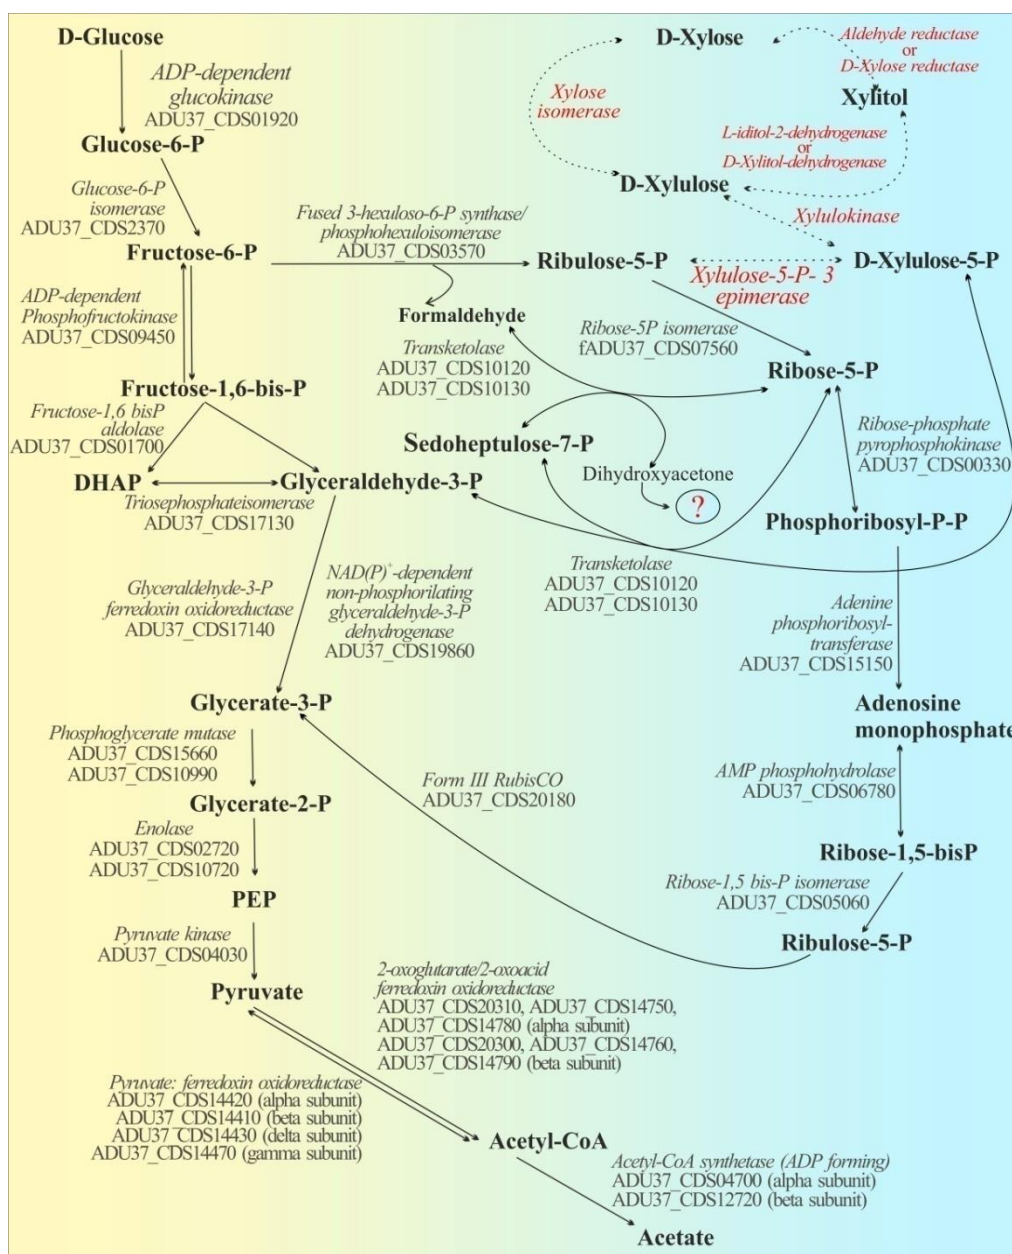 D-Glucose
ADP-dependent
glucokinase
ADU37_CDS01920
Glucose-6-P
Glucose-6-P
isomerase
ADU37_CDS2370
Fructose-6-P
ADP-dependent
Phosphofructokinase
ADU37_CDS09450
Fructose-1,6-bis-P
Fructose-1,6 bisP
aldolase
ADU37_CDS01700
DHAP
Glyceraldehyde-3-P
Triosephosphateisomerase
ADU37_CDS17130
Fused 3-hexuloso-6-P synthase/
phosphohexuloisomerase
ADU37_CDS03570
Formaldehyde
Ribulose-5-P
D-Xylose
Aldehyde reductase
or
D-Xylose reductase
Xylitol
Xylose
isomerase
L-iditol-2-dehydrogenase
or
D-Xylitol-dehydrogenase
D-Xylulose
Xylulokinase
D-Xylulose-5-P
Xylulose-5-P- 3
epimerase
Ribose-5P isomerase
fADU37_CDS07560
Ribose-5-P
Transketolase
ADU37_CDS10120
ADU37_CDS10130
Sedoheptulose-7-P
Dihydroxyacetone
?
Ribose-phosphate
pyrophosphokinase
ADU37_CDS00330
Phosphoribosyl-P-P
Transketolase
ADU37_CDS10120
ADU37_CDS10130
Glyceraldehyde-3-P
ferredoxin oxidoreductase
ADU37_CDS17140
NAD(P)⁺-dependent
non-phosphorilating
glyceraldehyde-3-P
dehydrogenase
ADU37_CDS19860
Adenine
phosphoribosyl-
transferase
ADU37_CDS15150
Glycerate-3-P
Adenosine
monophosphate
Phosphoglycerate mutase
ADU37_CDS15660
ADU37_CDS10990
Form III RubisCO
ADU37_CDS20180
AMP phosphohydrolase
ADU37_CDS06780
Glycerate-2-P
Enolase
ADU37_CDS02720
ADU37_CDS10720
Ribose-1,5-bisP
Ribose-1,5 bis-P isomerase
ADU37_CDS05060
PEP
Pyruvate kinase
ADU37_CDS04030
Ribulose-5-P
Pyruvate
2-oxoglutarate/2-oxoacid
ferredoxin oxidoreductase
ADU37_CDS20310, ADU37_CDS14750,
ADU37_CDS14780 (alpha subunit)
ADU37_CDS20300, ADU37_CDS14760,
ADU37_CDS14790 (beta subunit)
Pyruvate: ferredoxin oxidoreductase
ADU37_CDS14420 (alpha subunit)
ADU37_CDS14410 (beta subunit)
ADU37_CDS14430 (delta subunit)
ADU37_CDS14470 (gamma subunit)
Acetyl-CoA
Acetyl-CoA synthetase (ADP forming)
ADU37_CDS04700 (alpha subunit)
ADU37_CDS12720 (beta subunit)
Acetate